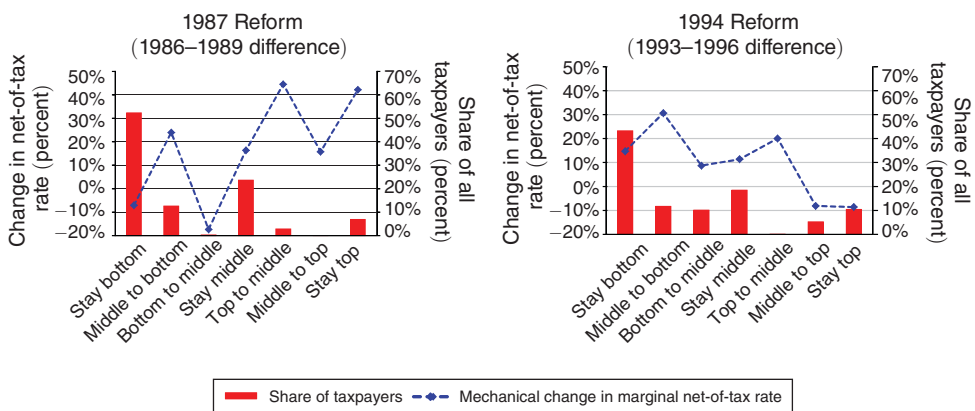 1987 Reform
(1986–1989 difference)
Change in net-of-tax
rate (percent)
50%
40%
30%
20%
10%
0%
−10%
−20%
70%
60%
50%
40%
30%
20%
10%
0%
Share of all
taxpayers (percent)
Stay bottom
Middle to bottom
Bottom to middle
Stay middle
Top to middle
Middle to top
Stay top
1994 Reform
(1993–1996 difference)
Change in net-of-tax
rate (percent)
50%
40%
30%
20%
10%
0%
−10%
−20%
70%
60%
50%
40%
30%
20%
10%
0%
Share of all
taxpayers (percent)
Stay bottom
Middle to bottom
Bottom to middle
Stay middle
Top to middle
Middle to top
Stay top
Share of taxpayers Mechanical change in marginal net-of-tax rate